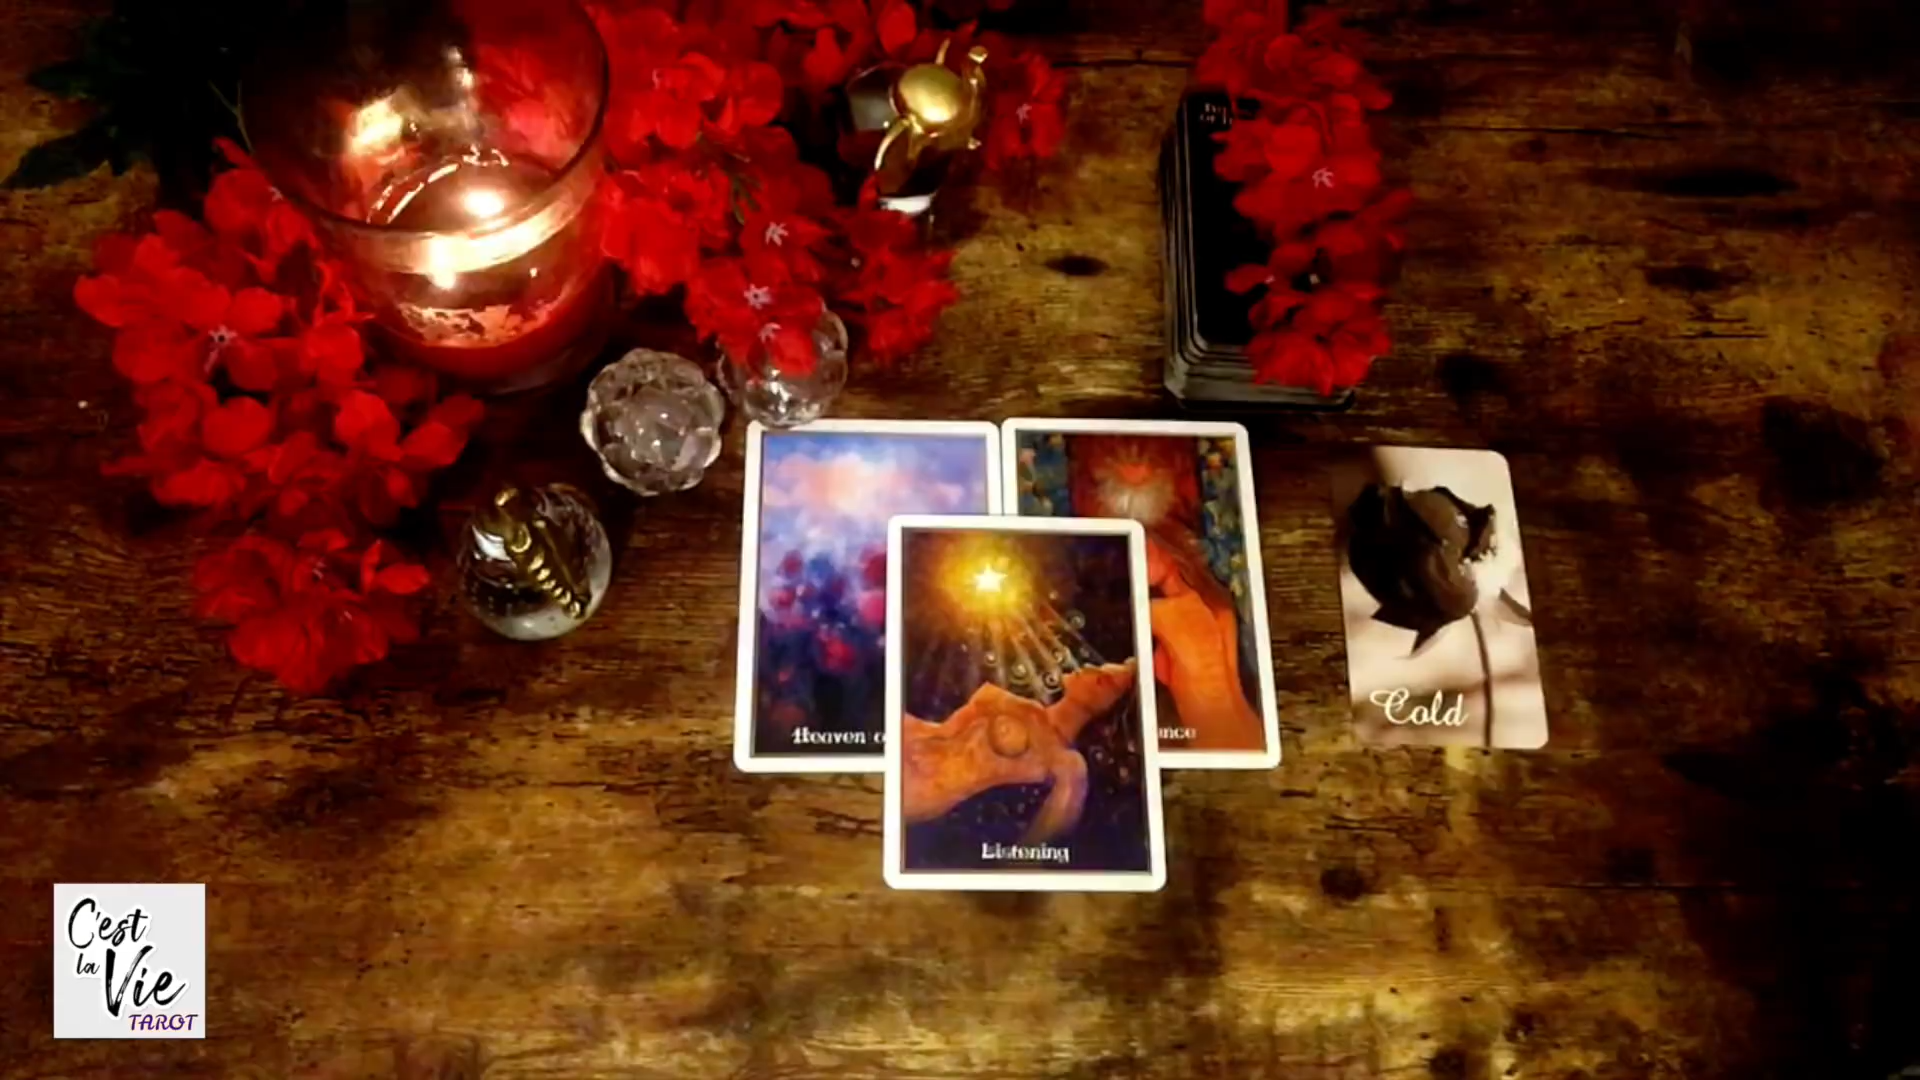 Heaven
ance
Listening
Cold
C'est
la
Vie
TAROT